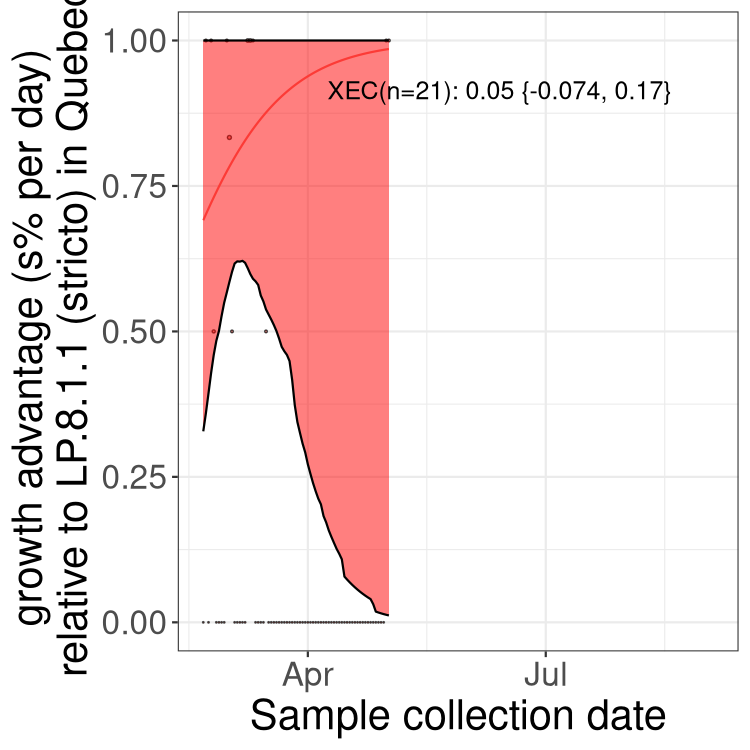 growth advantage (s% per day)
relative to LP.8.1.1 (stricto) in Quebec
1.00
0.75
0.50
0.25
0.00
XEC(n=21): 0.05 {-0.074, 0.17}
Apr
Jul
Sample collection date